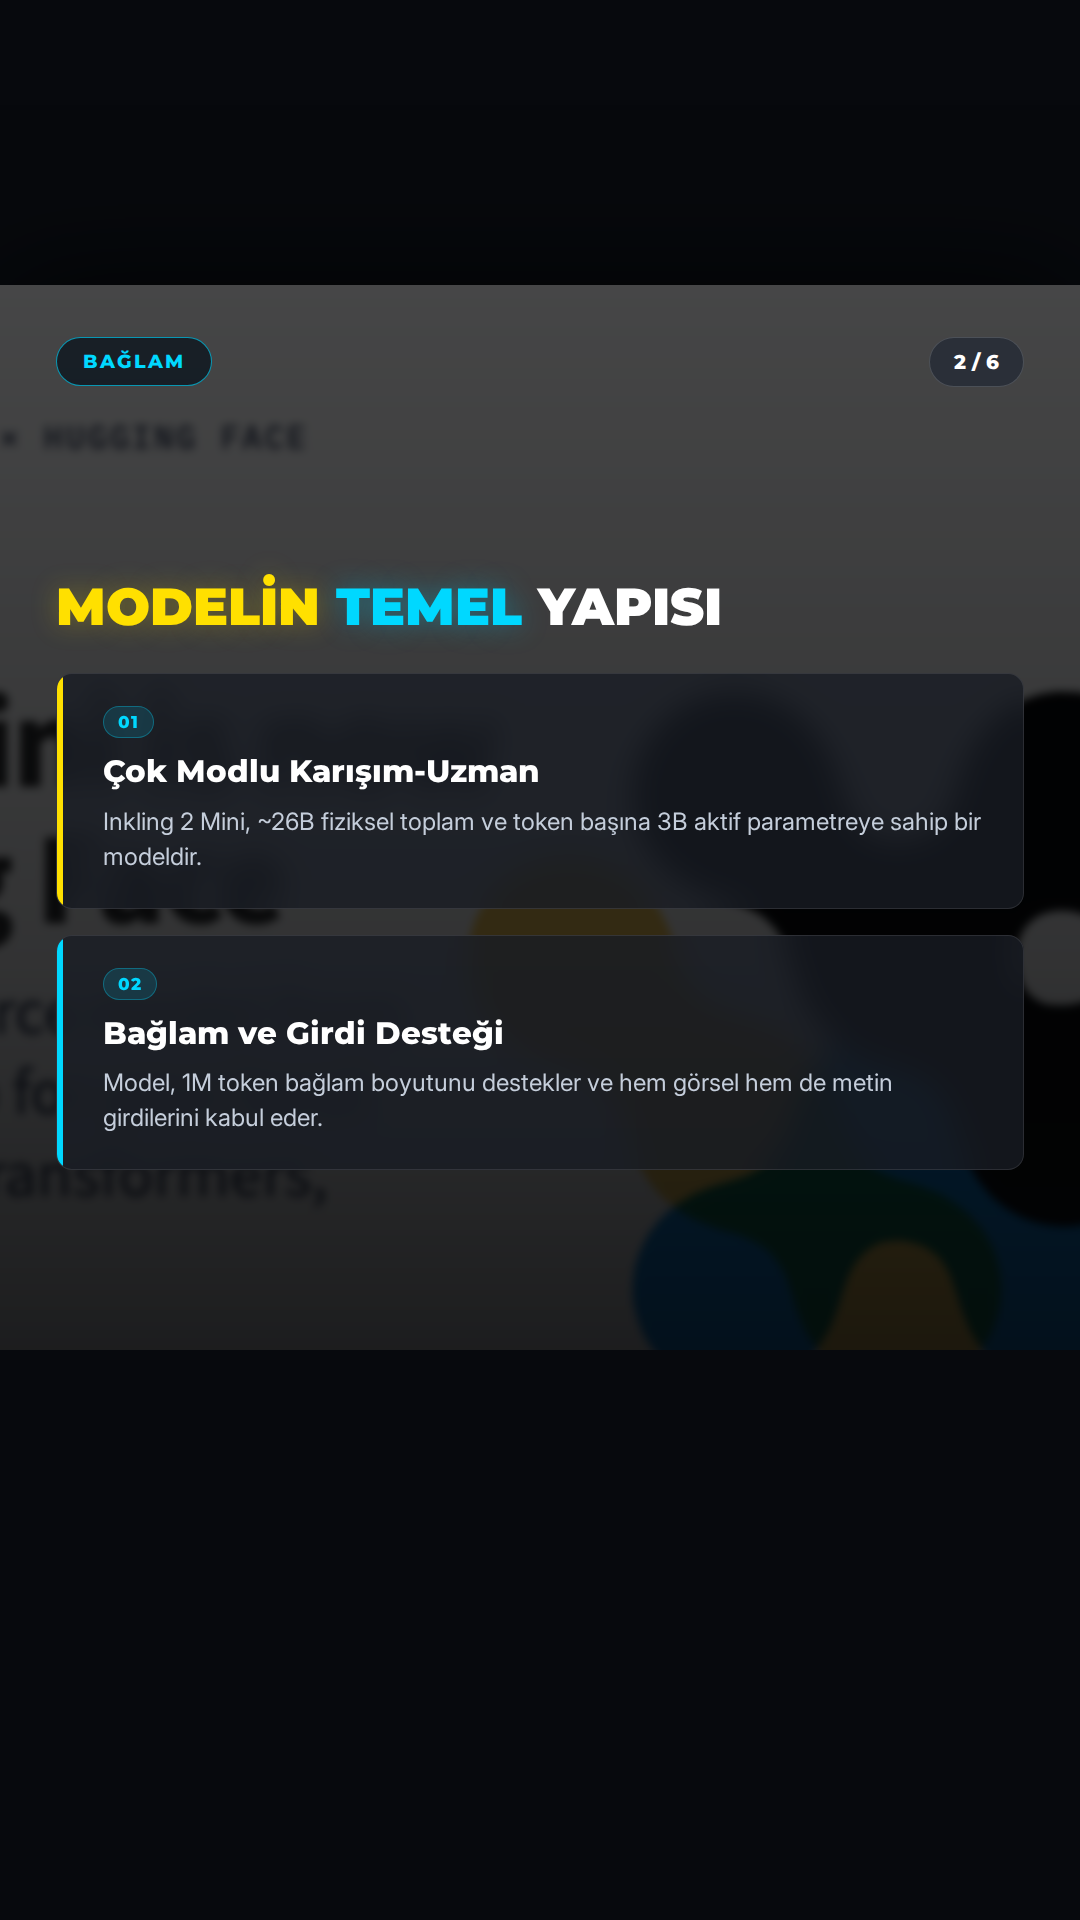 BAĞLAM
2 / 6
HUGGING FACE
MODELİN TEMEL YAPISI
01
Çok Modlu Karışım-Uzman
Inkling 2 Mini, ~26B fiziksel toplam ve token başına 3B aktif parametreye sahip bir
modeldir.
02
Bağlam ve Girdi Desteği
Model, 1M token bağlam boyutunu destekler ve hem görsel hem de metin
girdilerini kabul eder.